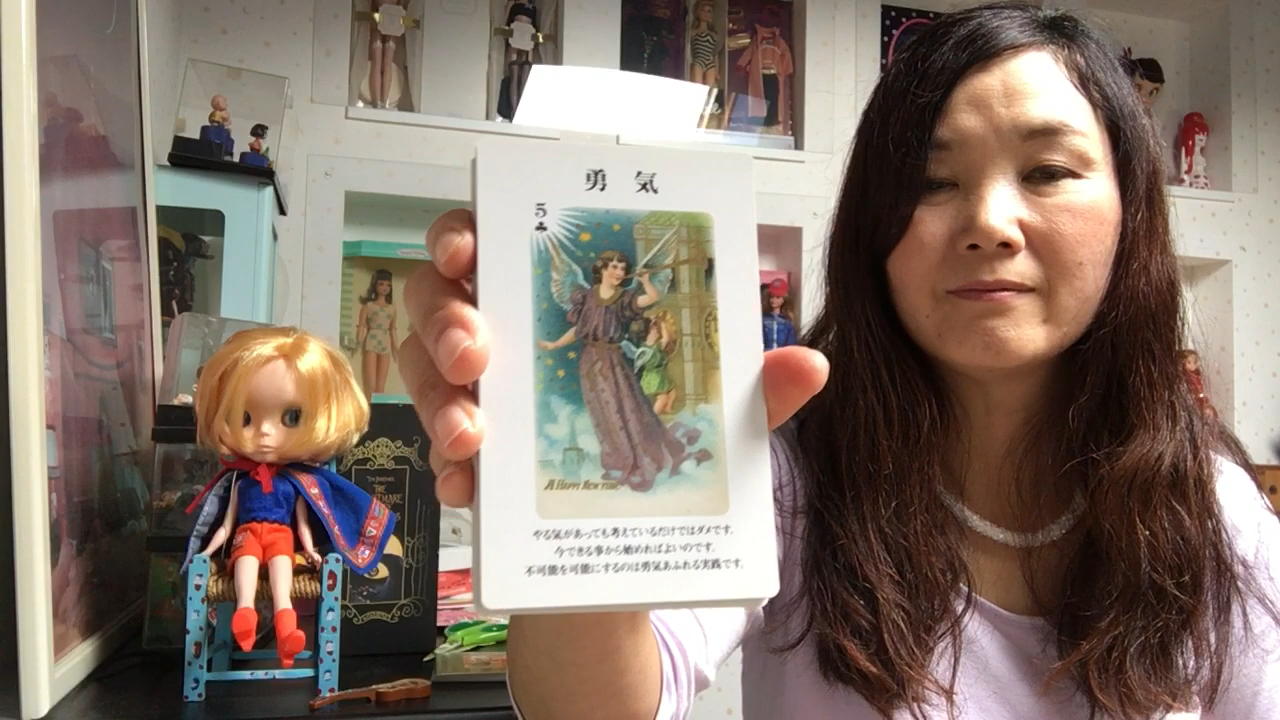 勇気
5
A HAPPY NEW YEAR
やる気があっても考えているだけではダメです。
今できる事から始めればよいのです。
不可能を可能にするのは勇気あふれる実践です。
THE